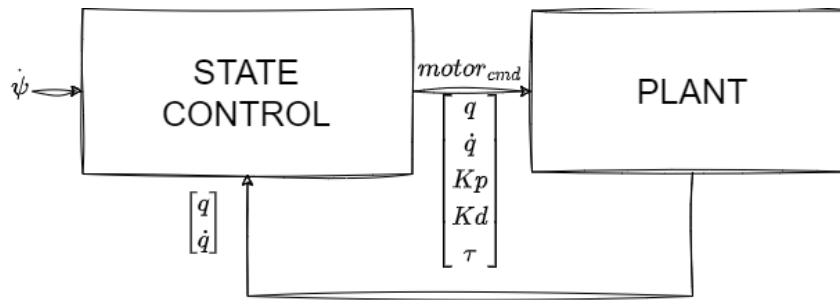 STATE
CONTROL
PLANT
ψ̇
motor_cmd
q
q̇
Kp
Kd
τ
q
q̇